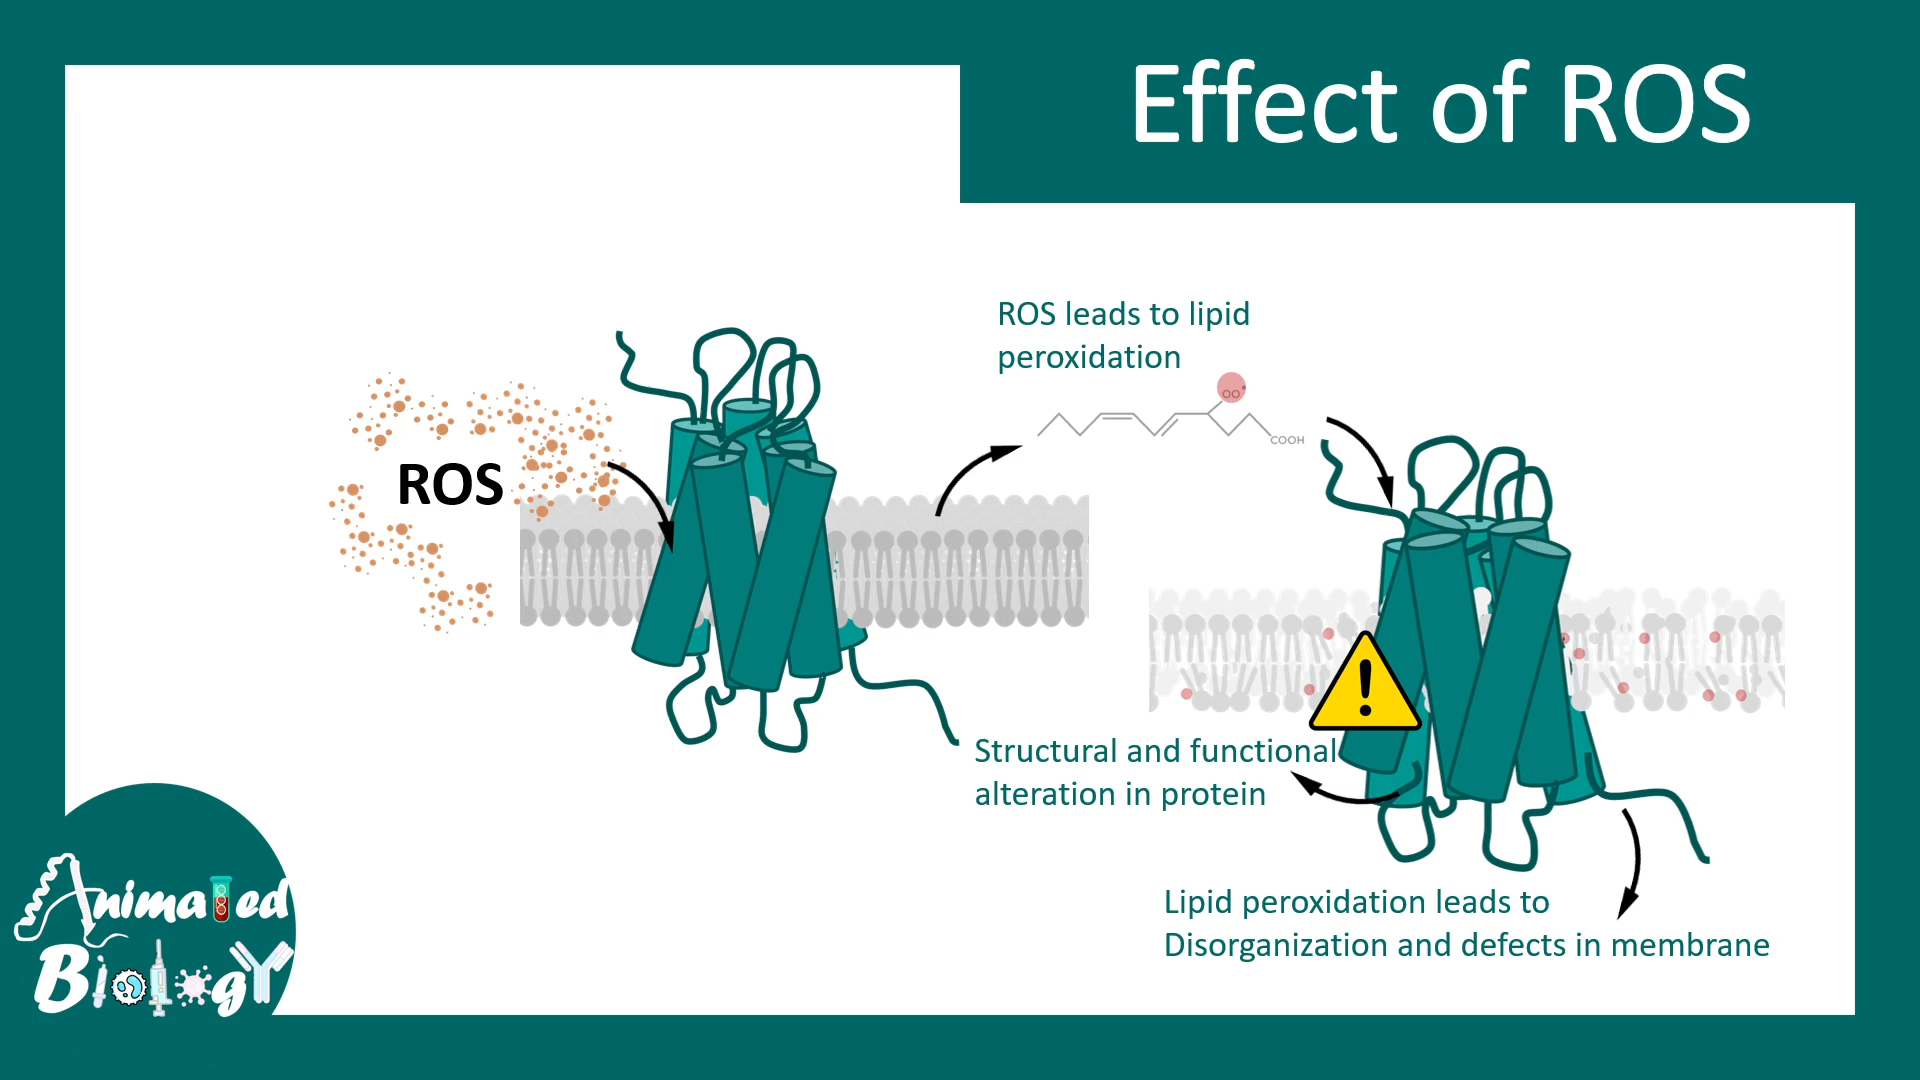 Effect of ROS
ROS leads to lipid
peroxidation
OO•
COOH
ROS
Structural and functional
alteration in protein
Lipid peroxidation leads to
Disorganization and defects in membrane
Animated
Biology